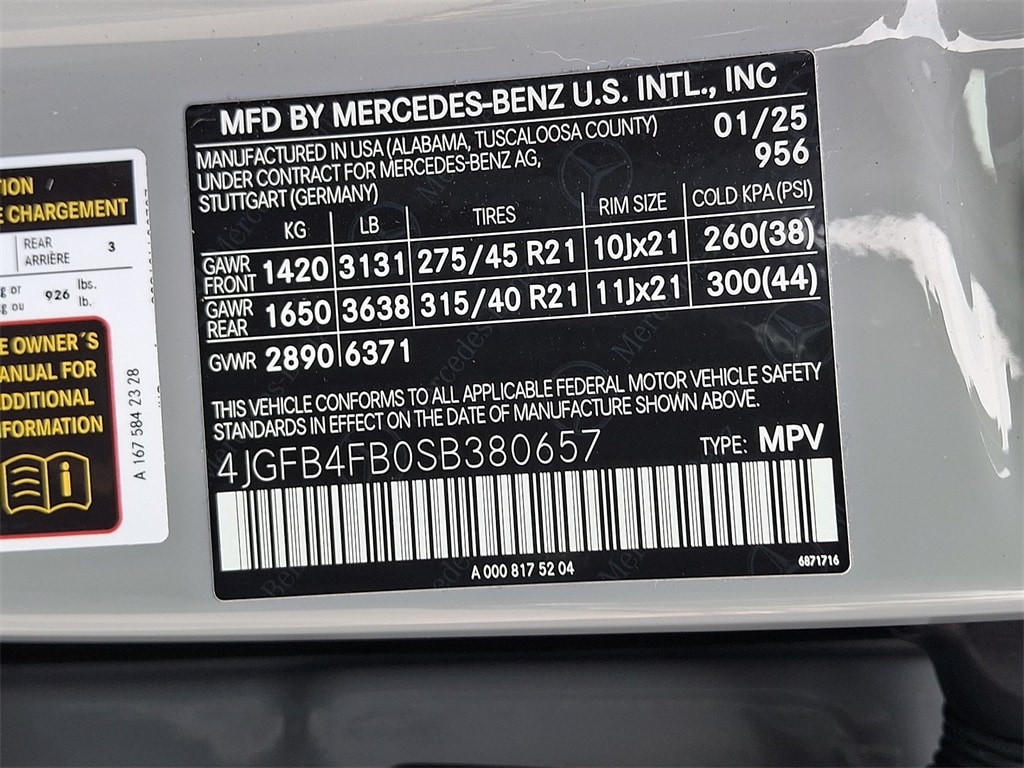 MFD BY MERCEDES-BENZ U.S. INTL., INC
MANUFACTURED IN USA (ALABAMA, TUSCALOOSA COUNTY)
UNDER CONTRACT FOR MERCEDES-BENZ AG,
STUTTGART (GERMANY)
01/25
956
KG LB TIRES RIM SIZE COLD KPA (PSI)
GAWR FRONT 1420 3131 275/45 R21 10Jx21 260(38)
GAWR REAR 1650 3638 315/40 R21 11Jx21 300(44)
GVWR 2890 6371
THIS VEHICLE CONFORMS TO ALL APPLICABLE FEDERAL MOTOR VEHICLE SAFETY
STANDARDS IN EFFECT ON THE DATE OF MANUFACTURE SHOWN ABOVE.
4JGFB4FB0SB380657 TYPE: MPV
A 000 817 52 04
6871716
TION
E CHARGEMENT
REAR 3
ARRIÈRE
g or 926 lbs.
g ou lb.
E OWNER´S
ANUAL FOR
DDITIONAL
FORMATION
A 167 584 23 28